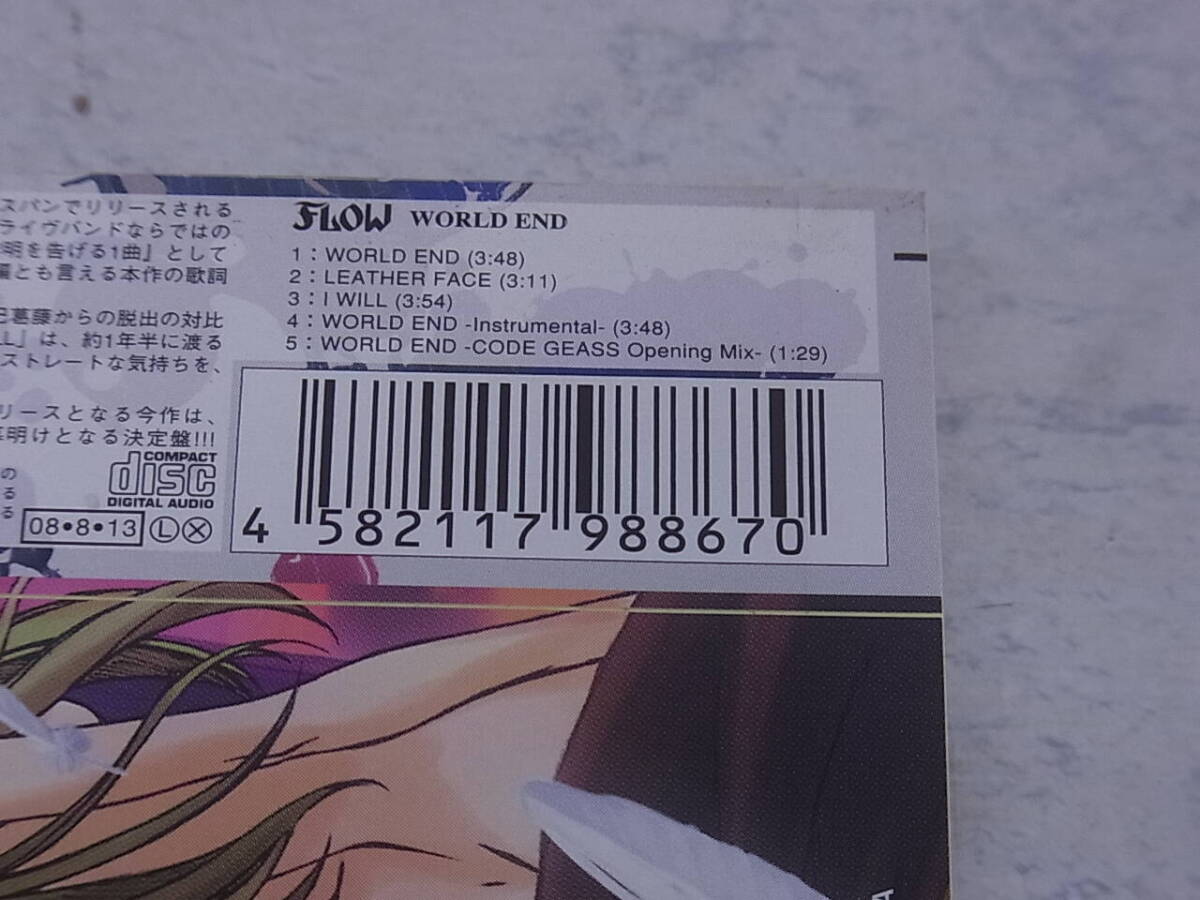 スパンでリリースされる
ライヴバンドならではの
明を告げる1曲』として
とも言える本作の歌詞
葛藤からの脱出の対比
LL」は、約1年半に渡る
ストレートな気持ちを、
リースとなる今作は、
明けとなる決定盤!!!
の
る
る
COMPACT
disc
DIGITAL AUDIO
08•8•13 Ⓛ Ⓧ
FLOW WORLD END
1：WORLD END (3:48)
2：LEATHER FACE (3:11)
3：I WILL (3:54)
4：WORLD END -Instrumental- (3:48)
5：WORLD END -CODE GEASS Opening Mix- (1:29)
4 582117 988670